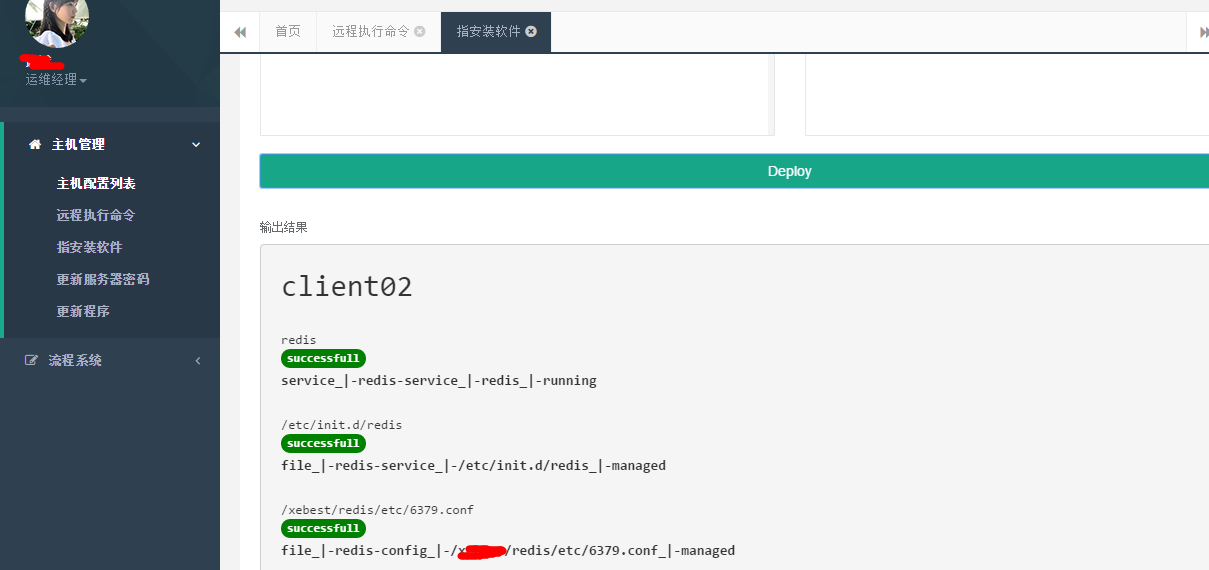 运维经理
主机管理
主机配置列表
远程执行命令
指安装软件
更新服务器密码
更新程序
流程系统
首页 远程执行命令 指安装软件
Deploy
输出结果
client02
redis
successfull
service_|-redis-service_|-redis_|-running
/etc/init.d/redis
successfull
file_|-redis-service_|-/etc/init.d/redis_|-managed
/xebest/redis/etc/6379.conf
successfull
file_|-redis-config_|-/ /redis/etc/6379.conf_|-managed